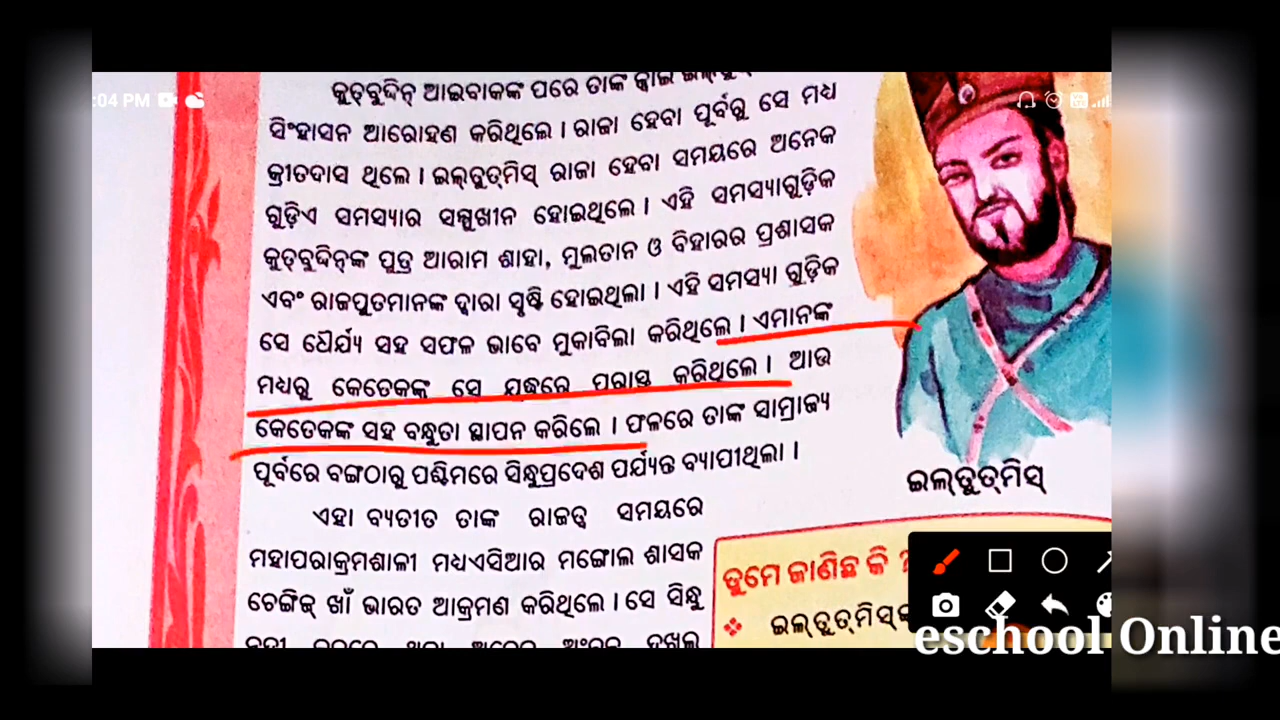 :04 PM
କୁତ୍‌ବୁଦ୍ଦିନ୍ ଆଇବାକଙ୍କ ପରେ ତାଙ୍କ ଜ୍ୱାଇଁ
ସିଂହାସନ ଆରୋହଣ କରିଥିଲେ । ରାଜା ହେବା ପୂର୍ବରୁ ସେ ମଧ୍ୟ
କ୍ରୀତଦାସ ଥିଲେ । ଇଲ୍‌ତୁତ୍‌ମିସ୍ ରାଜା ହେବା ସମୟରେ ଅନେକ
ଗୁଡ଼ିଏ ସମସ୍ୟାର ସମ୍ମୁଖୀନ ହୋଇଥିଲେ । ଏହି ସମସ୍ୟାଗୁଡ଼ିକ
କୁତ୍‌ବୁଦ୍ଦିନ୍‌ଙ୍କ ପୁତ୍ର ଆରାମ ଶାହା, ମୁଲତାନ ଓ ବିହାରର ପ୍ରଶାସକ
ଏବଂ ରାଜପୁତମାନଙ୍କ ଦ୍ୱାରା ସୃଷ୍ଟି ହୋଇଥିଲା । ଏହି ସମସ୍ୟା ଗୁଡ଼ିକ
ସେ ଧୈର୍ଯ୍ୟ ସହ ସଫଳ ଭାବେ ମୁକାବିଲା କରିଥିଲେ । ଏମାନଙ୍କ
ମଧ୍ୟରୁ କେତେକଙ୍କୁ ସେ ଯୁଦ୍ଧରେ ପରାସ୍ତ କରିଥିଲେ । ଆଉ
କେତେକଙ୍କ ସହ ବନ୍ଧୁତା ସ୍ଥାପନ କରିଲେ । ଫଳରେ ତାଙ୍କ ସାମ୍ରାଜ୍ୟ
ପୂର୍ବରେ ବଙ୍ଗଠାରୁ ପଶ୍ଚିମରେ ସିନ୍ଧୁପ୍ରଦେଶ ପର୍ଯ୍ୟନ୍ତ ବ୍ୟାପୀଥିଲା ।
ଇଲ୍‌ତୁତ୍‌ମିସ୍
ଏହା ବ୍ୟତୀତ ତାଙ୍କ ରାଜତ୍ୱ ସମୟରେ
ମହାପରାକ୍ରମଶାଳୀ ମଧ୍ୟଏସିଆର ମଙ୍ଗୋଲ ଶାସକ
ଚେଙ୍ଗିଜ୍ ଖାଁ ଭାରତ ଆକ୍ରମଣ କରିଥିଲେ । ସେ ସିନ୍ଧୁ
ତୁମେ ଜାଣିଛ କି ?
❖ ଇଲ୍‌ତୁତ୍‌ମିସ୍‌ଙ୍କ
eschool Online